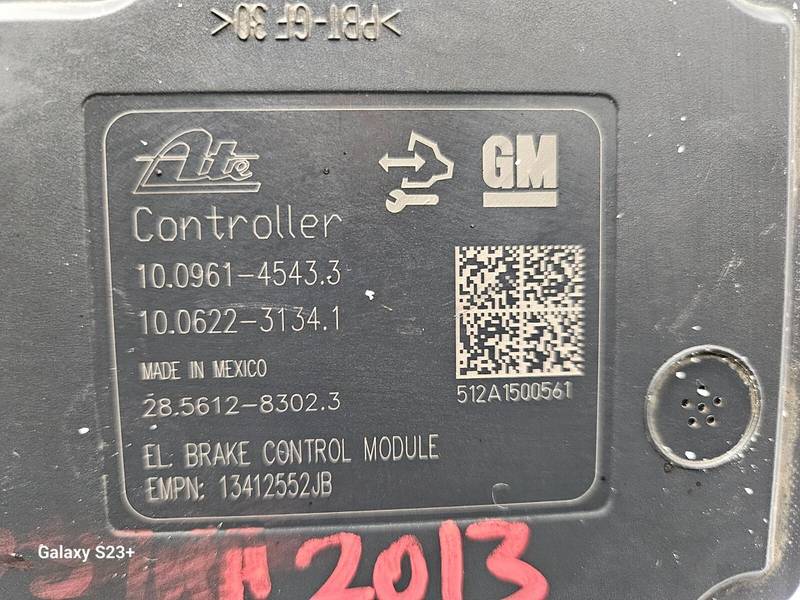 >PBT-GF 30<
Ate
GM
Controller
10.0961-4543.3
10.0622-3134.1
MADE IN MEXICO
512A1500561
28.5612-8302.3
EL. BRAKE CONTROL MODULE
EMPN: 13412552JB
2013
Galaxy S23+